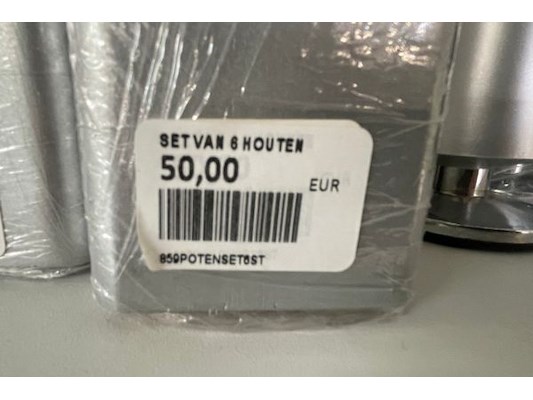 SET VAN 6 HOUTEN
50,00
EUR
859POTENSET6ST